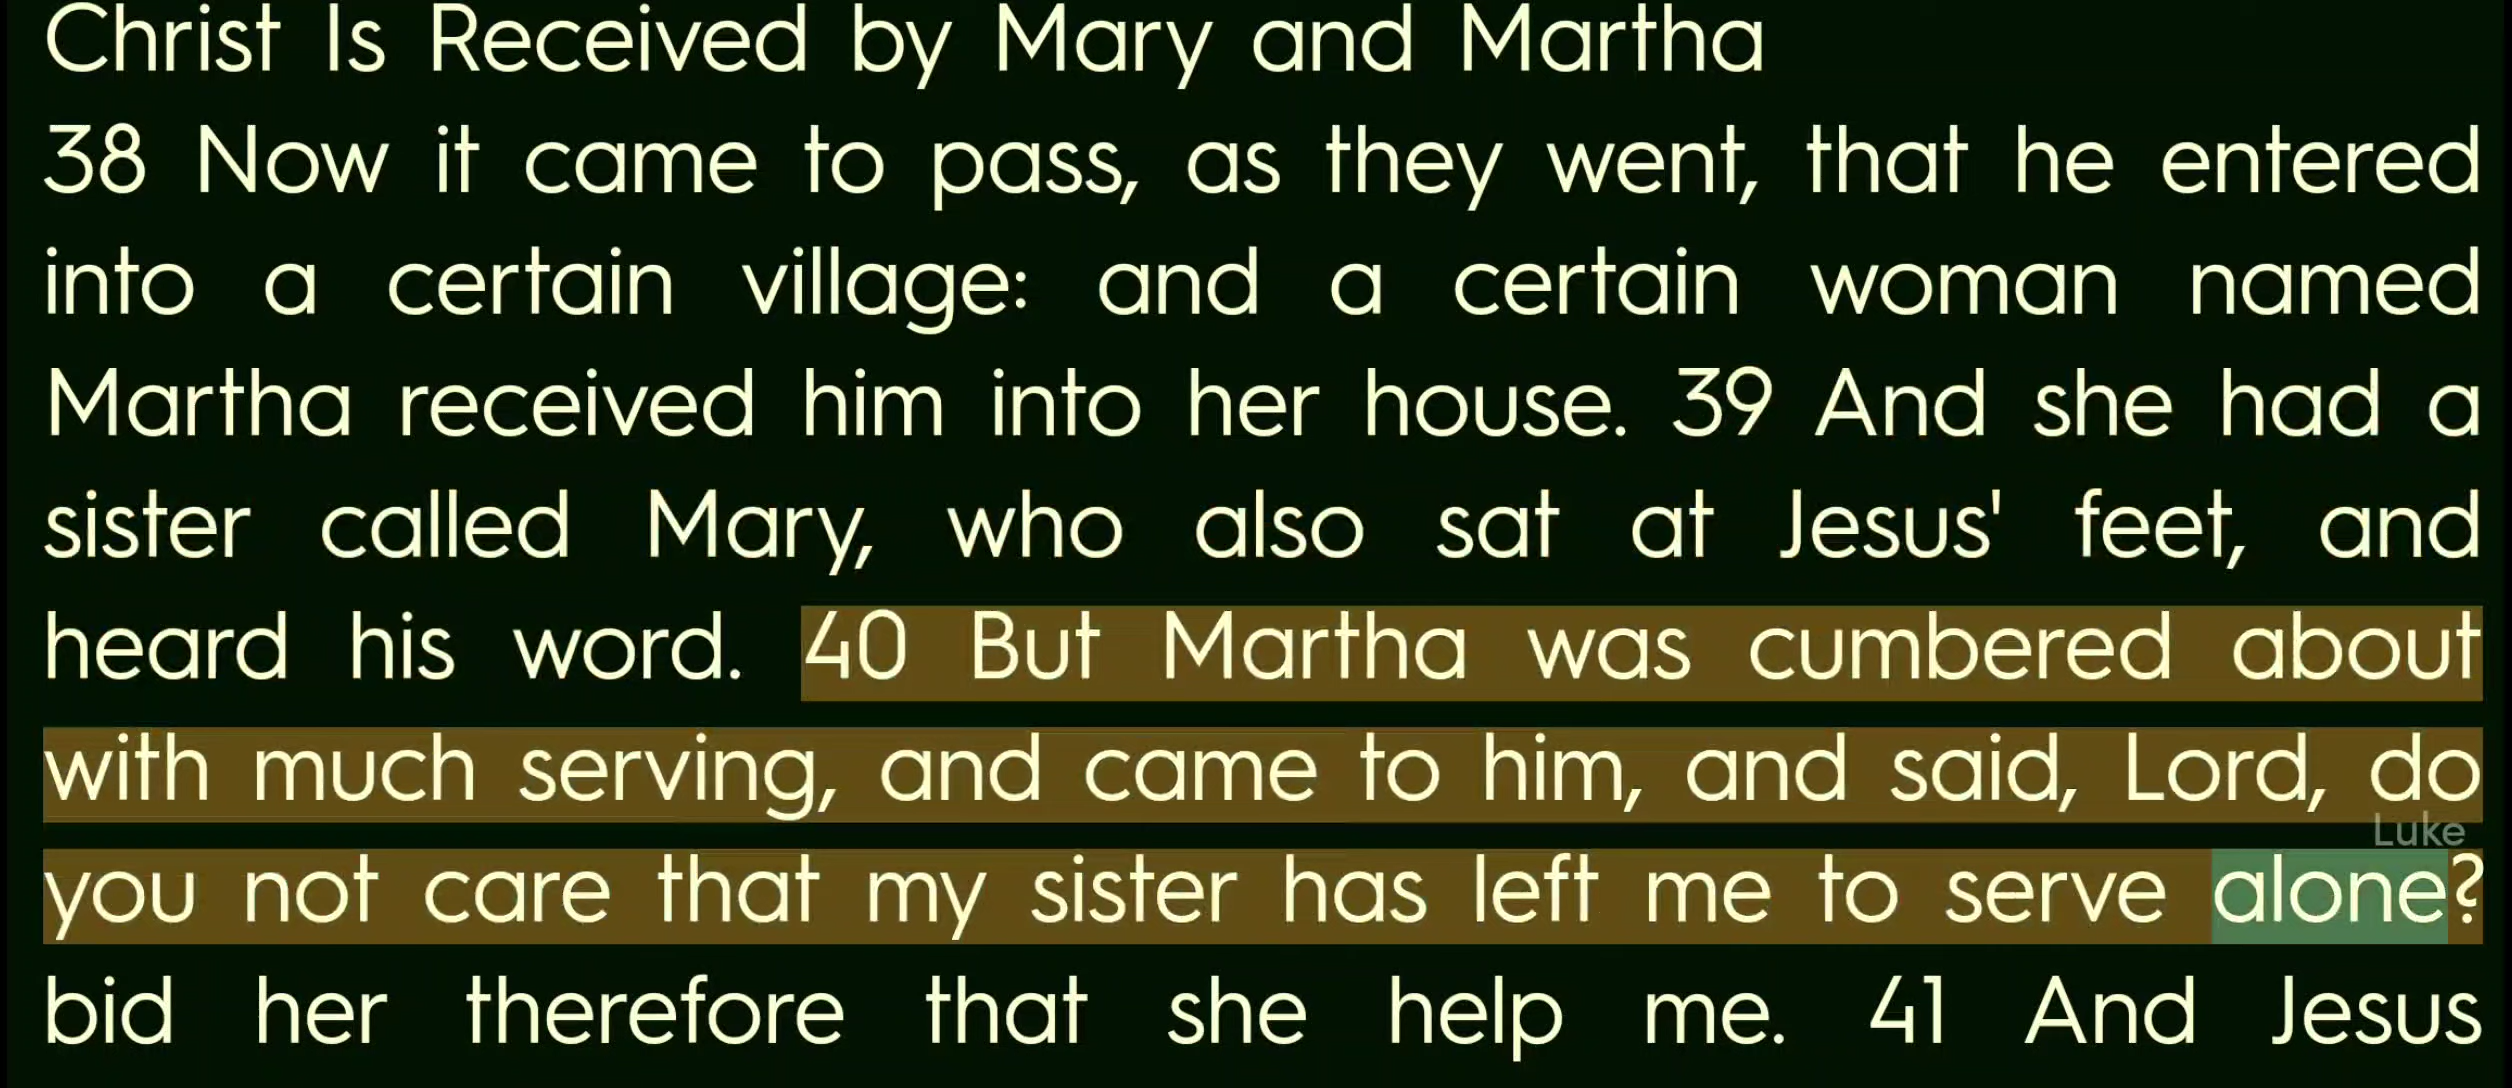 Christ Is Received by Mary and Martha
38 Now it came to pass, as they went, that he entered
into a certain village: and a certain woman named
Martha received him into her house. 39 And she had a
sister called Mary, who also sat at Jesus' feet, and
heard his word. 40 But Martha was cumbered about
with much serving, and came to him, and said, Lord, do
Luke
you not care that my sister has left me to serve alone?
bid her therefore that she help me. 41 And Jesus